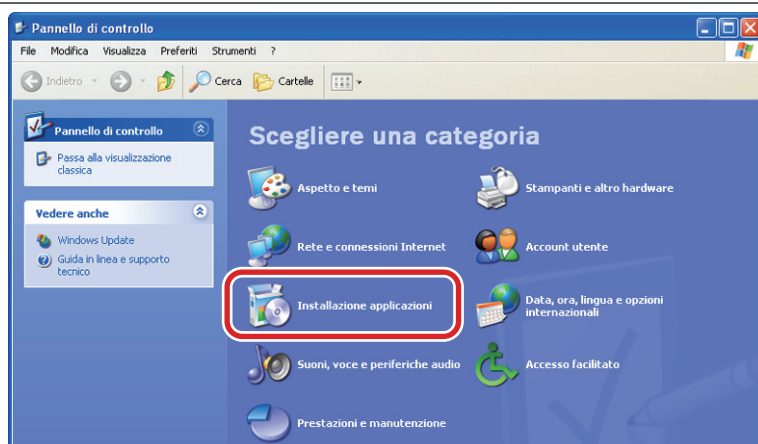 Pannello di controllo
File Modifica Visualizza Preferiti Strumenti ?
Indietro Cerca Cartelle
Pannello di controllo
Passa alla visualizzazione
classica
Vedere anche
Windows Update
Guida in linea e supporto
tecnico
Scegliere una categoria
Aspetto e temi
Stampanti e altro hardware
Rete e connessioni Internet
Account utente
Installazione applicazioni
Data, ora, lingua e opzioni
internazionali
Suoni, voce e periferiche audio
Accesso facilitato
Prestazioni e manutenzione